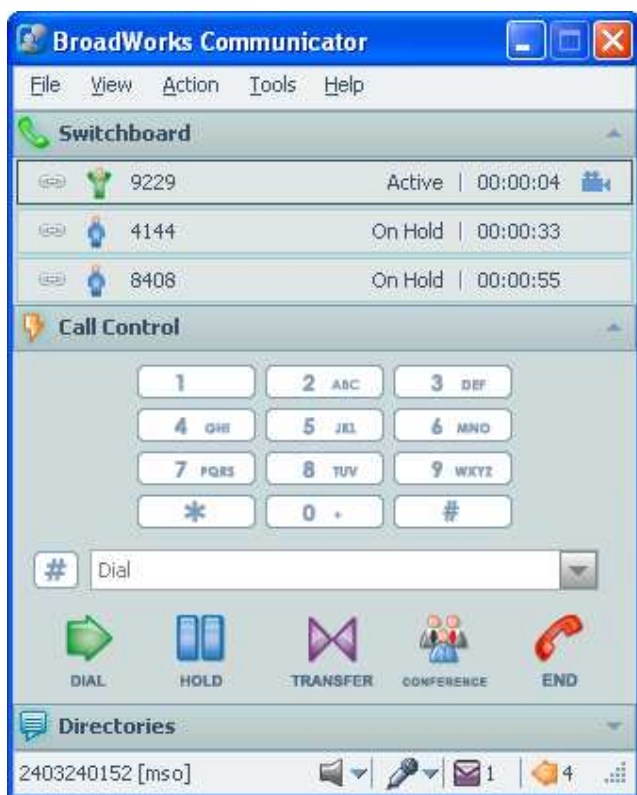 BroadWorks Communicator
File View Action Tools Help
Switchboard
9229 Active | 00:00:04
4144 On Hold | 00:00:33
8408 On Hold | 00:00:55
Call Control
1 2 ABC 3 DEF
4 GHI 5 JKL 6 MNO
7 PQRS 8 TUV 9 WXYZ
* 0 + #
# Dial
DIAL HOLD TRANSFER CONFERENCE END
Directories
2403240152 [mso] 1 4